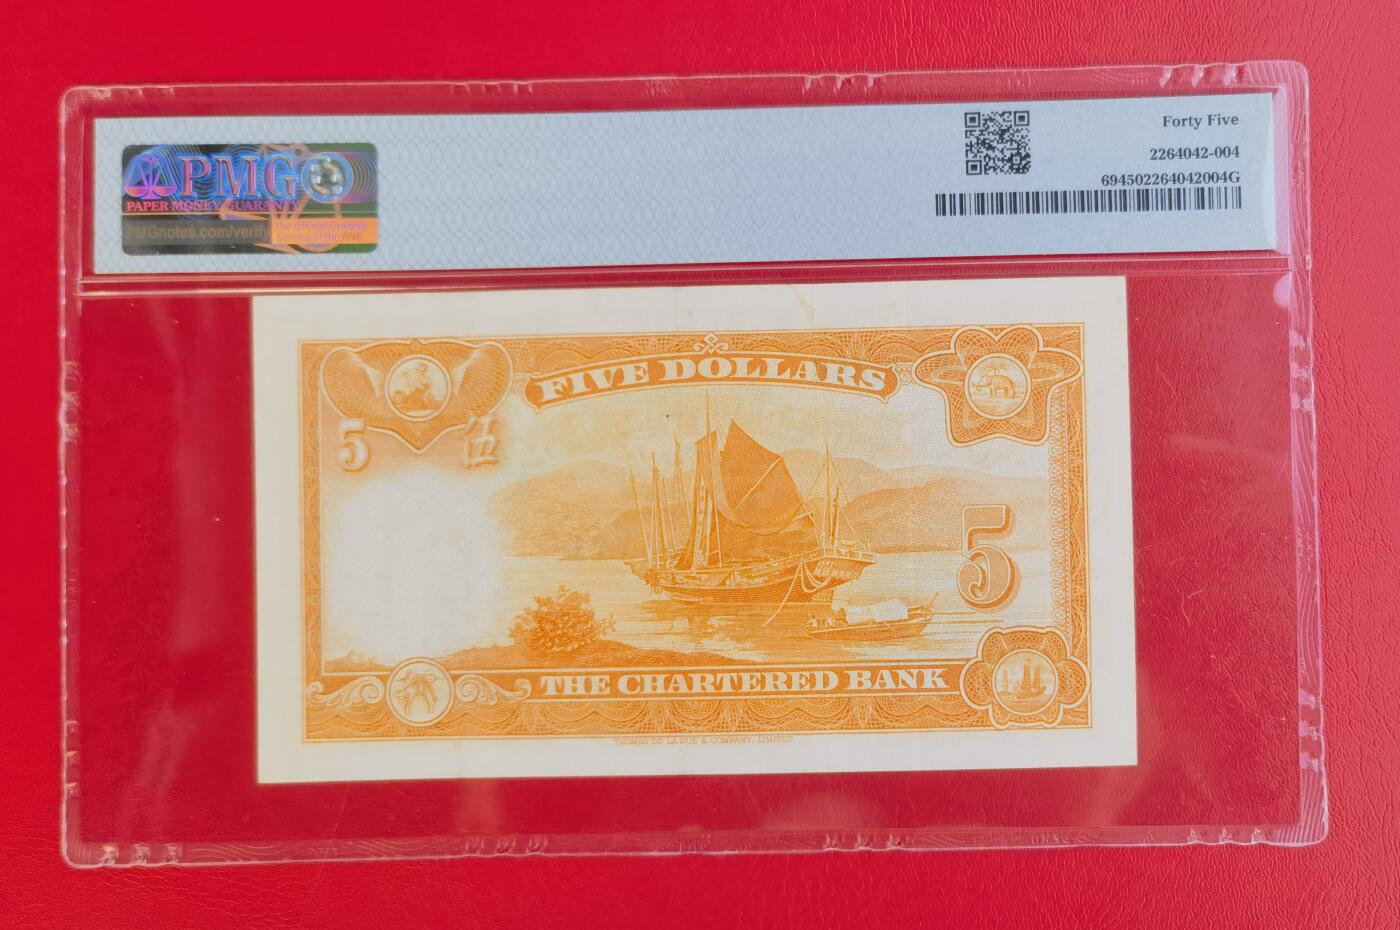 PMG
PAPER MONEY GUARANTY
PMGnotes.com/verify
The Official Grading
Service of the ANA
Forty Five
2264042-004
694502264042004G
FIVE DOLLARS
5
伍
5
THE CHARTERED BANK
THOMAS DE LA RUE & COMPANY, LIMITED